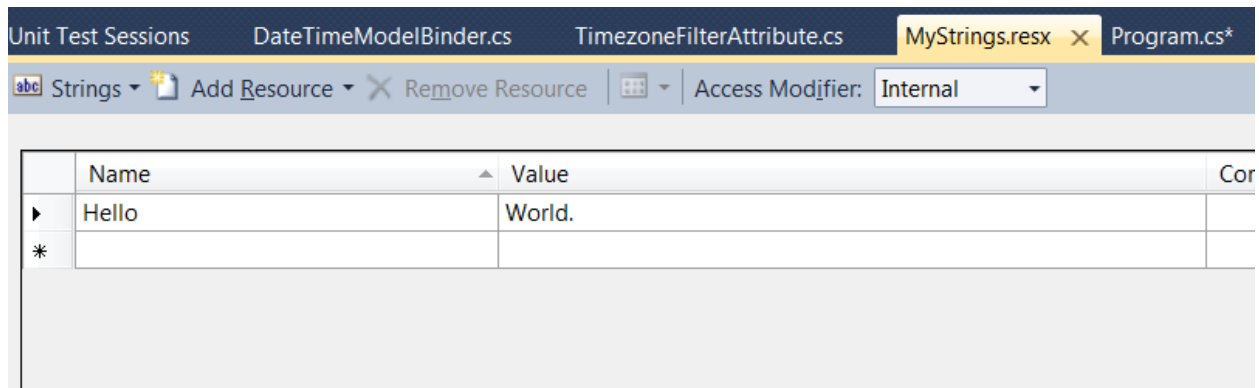 Unit Test Sessions DateTimeModelBinder.cs TimezoneFilterAttribute.cs MyStrings.resx Program.cs*
abc Strings Add Resource Remove Resource Access Modifier: Internal
Name Value
Hello World.